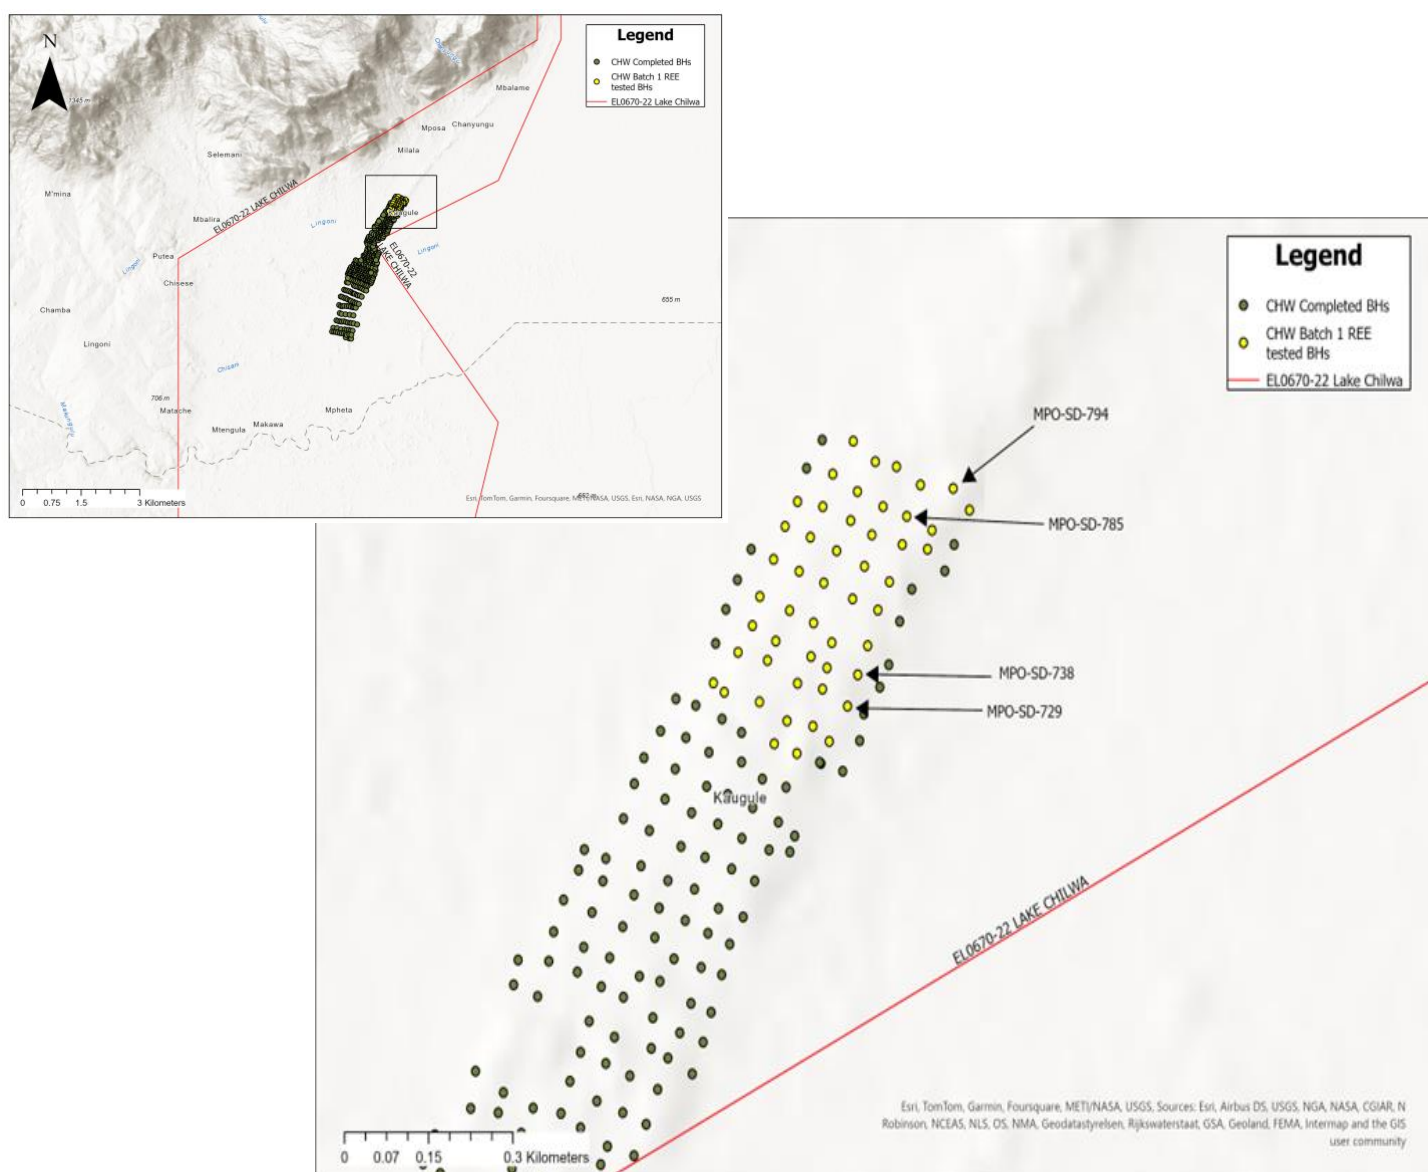 N
Legend
CHW Completed BHs
CHW Batch 1 REE
tested BHs
EL0670-22 Lake Chilwa
1345 m
Mbalame
Mposa
Chanyungu
Milala
Selemani
M'mina
EL0670-22 LAKE CHILWA
Mbalira
Lingoni
Kaugule
Lingoni
EL0670-22
LAKE CHILWA
Putea
Lingoni
Chinese
655 m
Chamba
Lingoni
Chisani
706 m
Matache
Mpheta
Makawa
Mtengula
0 0.75 1.5 3 Kilometers
Esri, TomTom, Garmin, Foursquare, METI/NASA, USGS, Esri, NASA, NGA, USGS
Legend
CHW Completed BHs
CHW Batch 1 REE
tested BHs
EL0670-22 Lake Chilwa
MPO-SD-794
MPO-SD-785
MPO-SD-738
MPO-SD-729
Kaugule
EL0670-22 LAKE CHILWA
Esri, TomTom, Garmin, Foursquare, METI/NASA, USGS, Sources: Esri, Airbus DS, USGS, NGA, NASA, CGIAR, N
Robinson, NCEAS, NLS, OS, NMA, Geodatastyrelsen, Rijkswaterstaat, GSA, Geoland, FEMA, Intermap and the GIS
user community
0 0.07 0.15 0.3 Kilometers